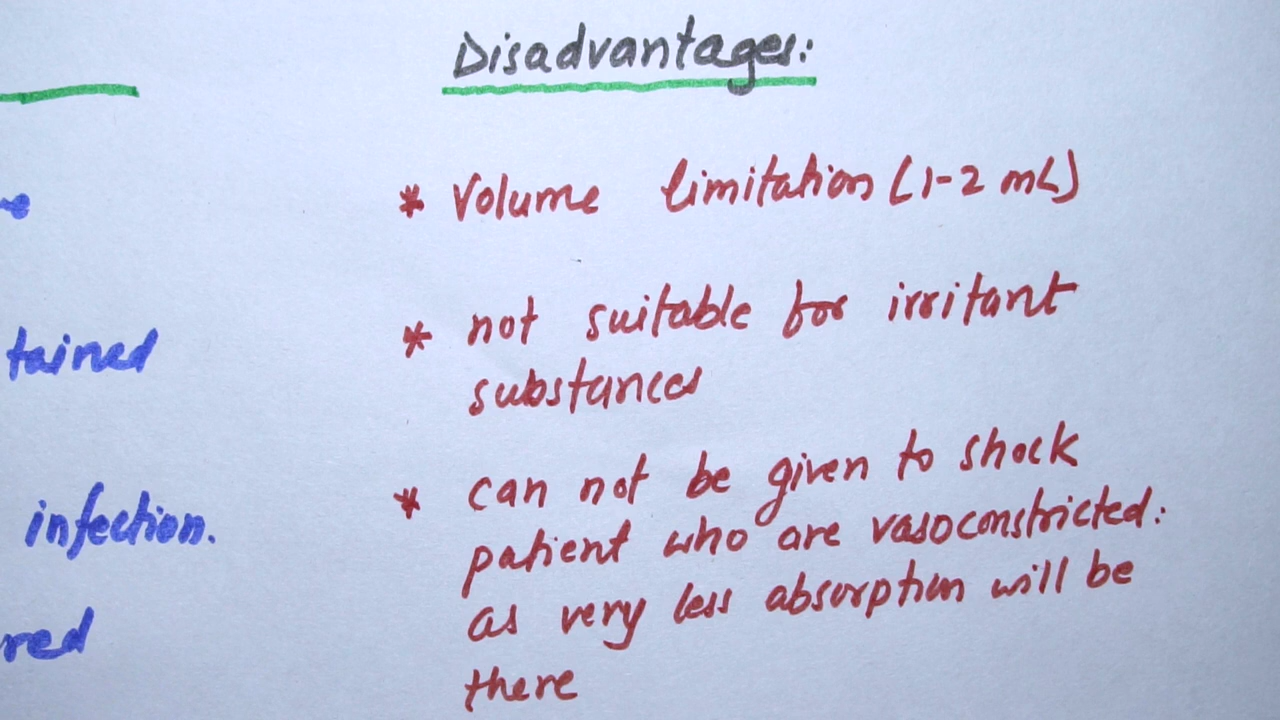 Disadvantages:
* Volume limitation (1-2 mL)
* not suitable for irritant
substances
* can not be given to shock
patient who are vasoconstricted:
as very less absorption will be
there
tained
infection.
red